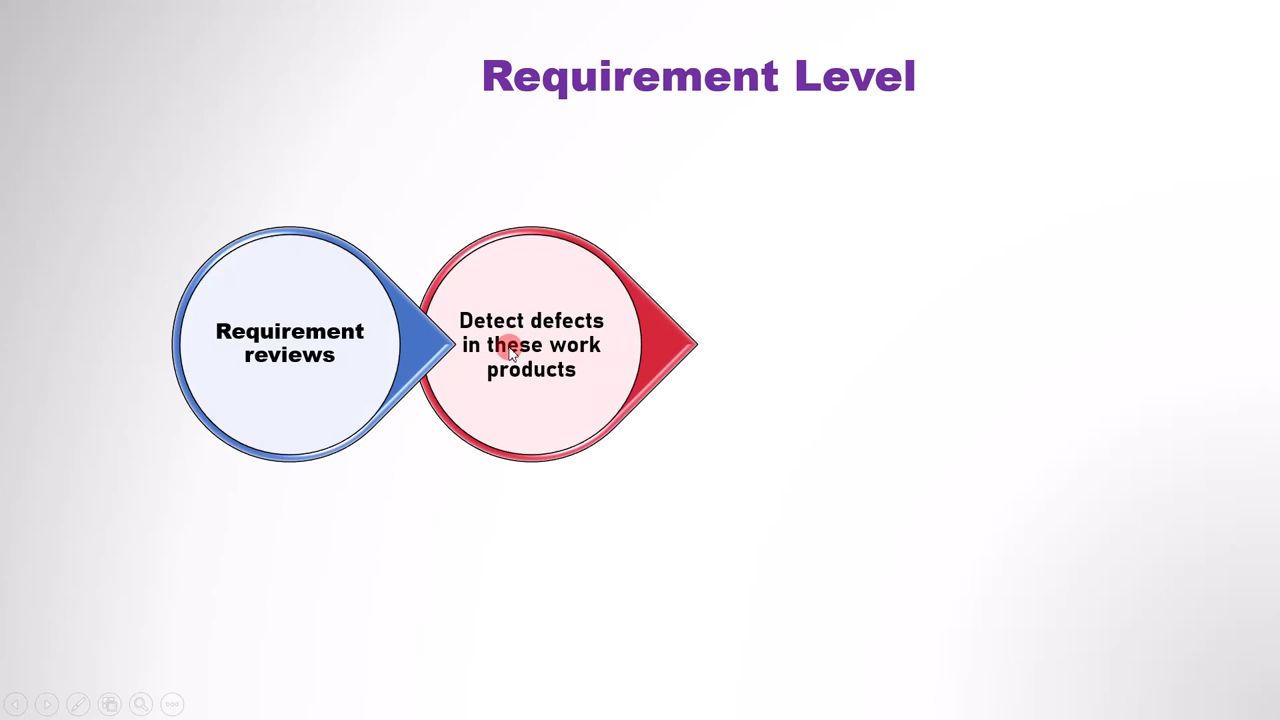 Requirement Level
Requirement
reviews
Detect defects
in these work
products